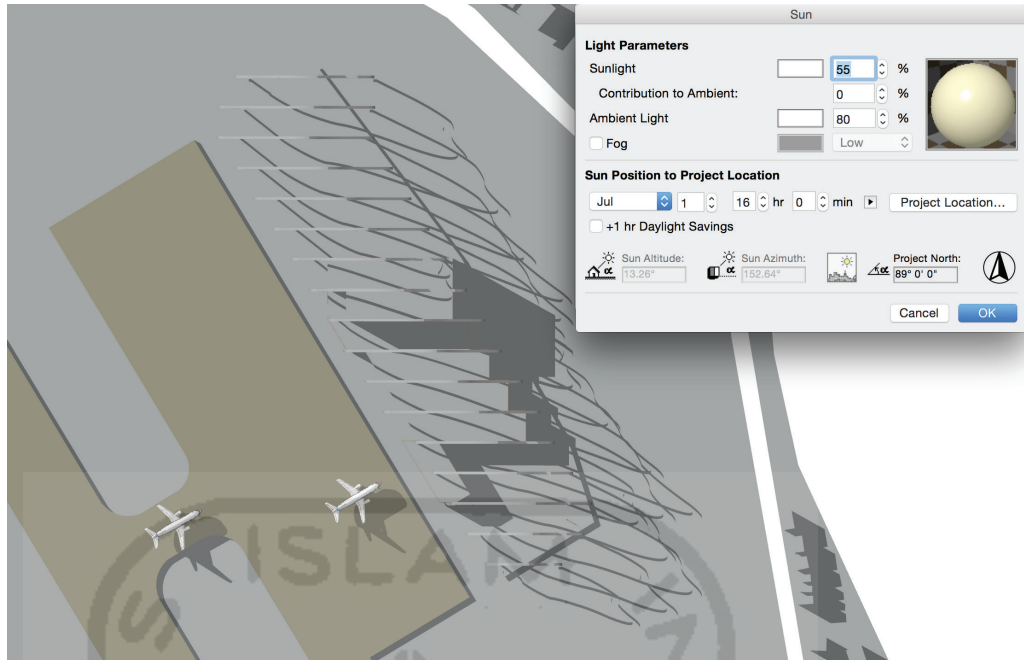 Sun
Light Parameters
Sunlight 55 %
Contribution to Ambient: 0 %
Ambient Light 80 %
Fog Low
Sun Position to Project Location
Jul 1 16 hr 0 min Project Location...
+1 hr Daylight Savings
Sun Altitude: Sun Azimuth: Project North:
α 13.26° α 152.64° α 89° 0' 0"
Cancel OK
ISLAM